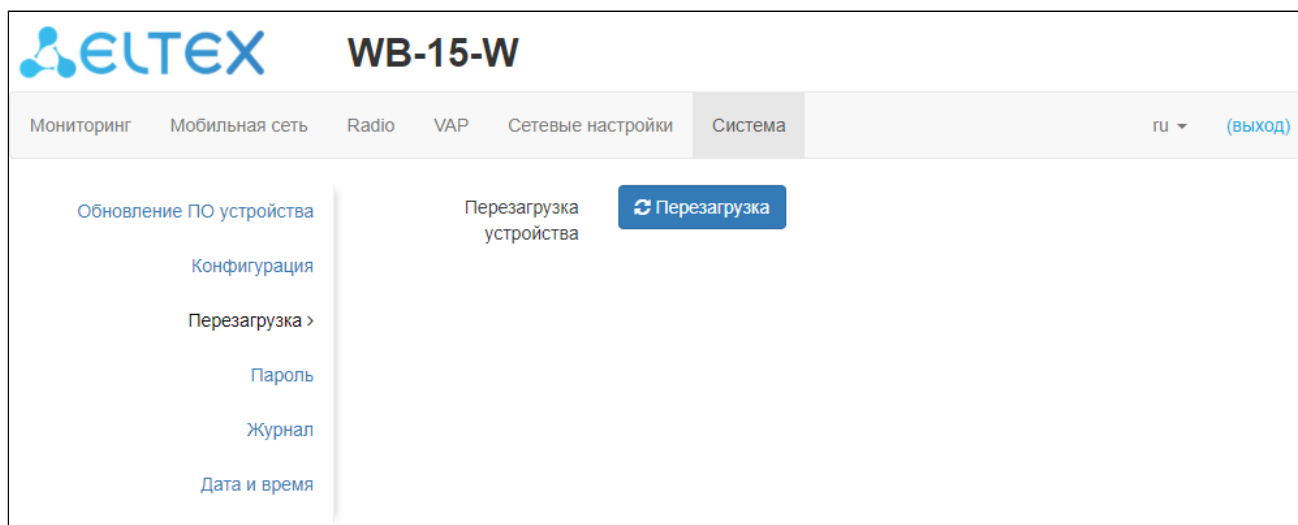 ELTEX WB-15-W
Мониторинг Мобильная сеть Radio VAP Сетевые настройки Система ru (выход)
Обновление ПО устройства
Конфигурация
Перезагрузка >
Пароль
Журнал
Дата и время
Перезагрузка
устройства
Перезагрузка